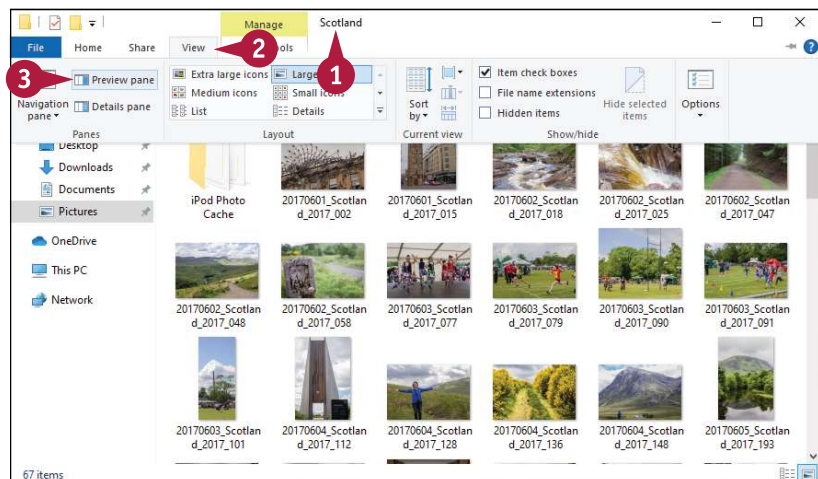 Manage Scotland
File Home Share View 2 ols
1
3
Preview pane
Details pane
Navigation
pane
Panes
Extra large icons Large
Medium icons Small icons
List Details
Layout
Sort
by
Current view
Item check boxes
File name extensions
Hidden items
Hide selected
items
Show/hide
Options
Desktop
Downloads
Documents
Pictures
OneDrive
This PC
Network
iPod Photo
Cache
20170601_Scotlan
d_2017_002
20170601_Scotlan
d_2017_015
20170602_Scotlan
d_2017_018
20170602_Scotlan
d_2017_025
20170602_Scotlan
d_2017_047
20170602_Scotlan
d_2017_048
20170602_Scotlan
d_2017_058
20170603_Scotlan
d_2017_077
20170603_Scotlan
d_2017_079
20170603_Scotlan
d_2017_090
20170603_Scotlan
d_2017_091
20170603_Scotlan
d_2017_101
20170604_Scotlan
d_2017_112
20170604_Scotlan
d_2017_128
20170604_Scotlan
d_2017_136
20170604_Scotlan
d_2017_148
20170605_Scotlan
d_2017_193
67 items